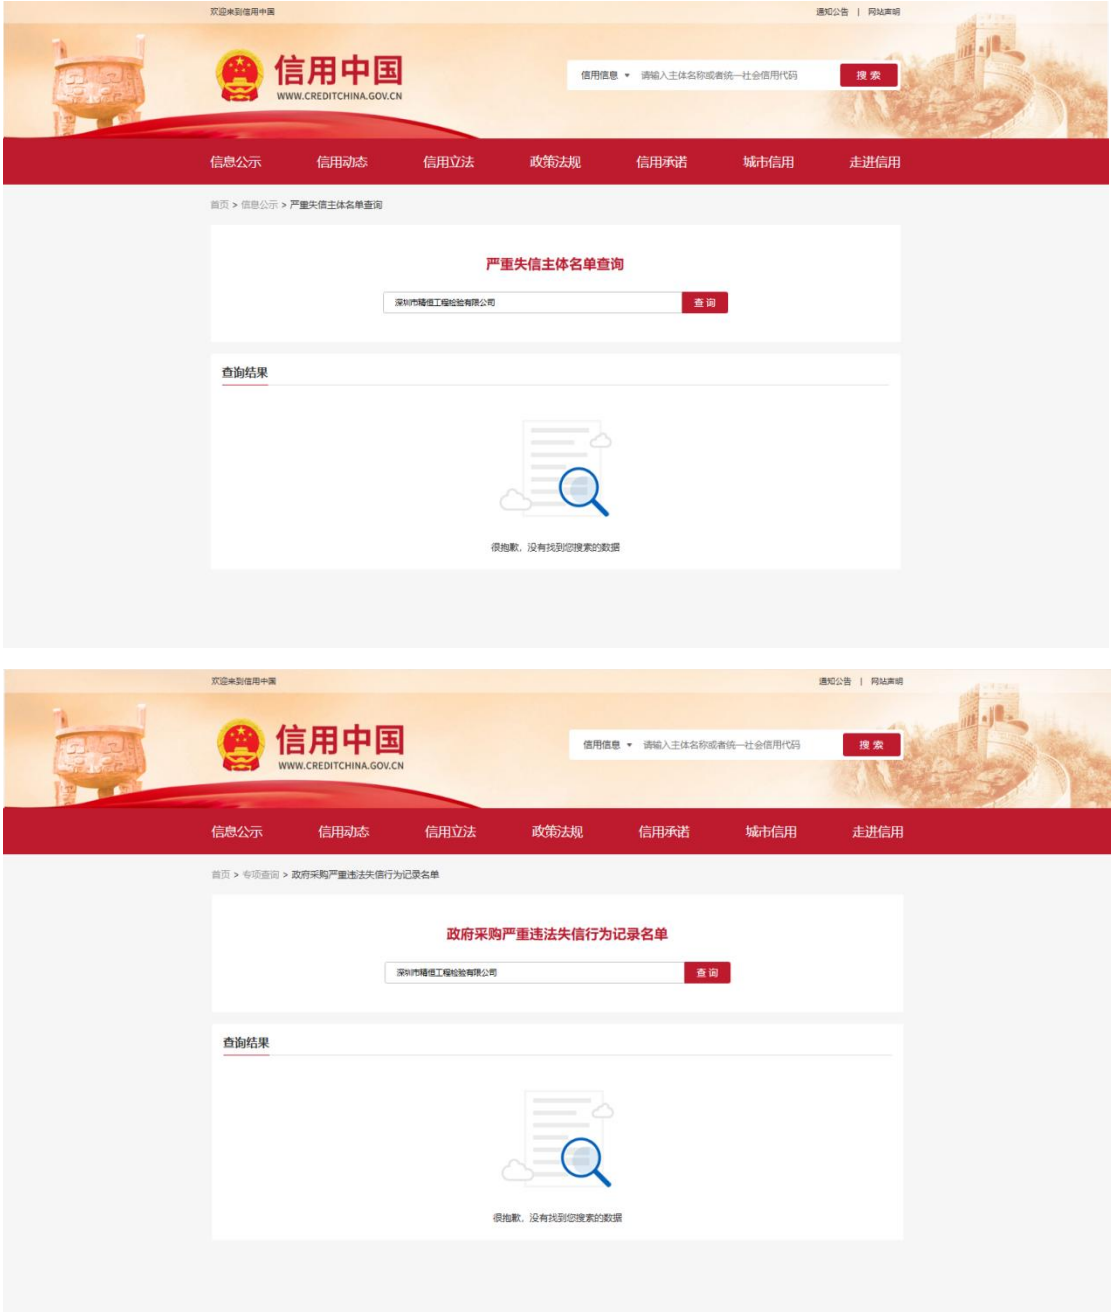 欢迎来到信用中国
通知公告 | 网站声明
信用中国
WWW.CREDITCHINA.GOV.CN
信用信息 请输入主体名称或者统一社会信用代码 搜索
信息公示 信用动态 信用立法 政策法规 信用承诺 城市信用 走进信用
首页 > 信息公示 > 严重失信主体名单查询
严重失信主体名单查询
深圳市精恒工程检验有限公司 查询
查询结果
很抱歉，没有找到您搜索的数据
欢迎来到信用中国
通知公告 | 网站声明
信用中国
WWW.CREDITCHINA.GOV.CN
信用信息 请输入主体名称或者统一社会信用代码 搜索
信息公示 信用动态 信用立法 政策法规 信用承诺 城市信用 走进信用
首页 > 专项查询 > 政府采购严重违法失信行为记录名单
政府采购严重违法失信行为记录名单
深圳市精恒工程检验有限公司 查询
查询结果
很抱歉，没有找到您搜索的数据